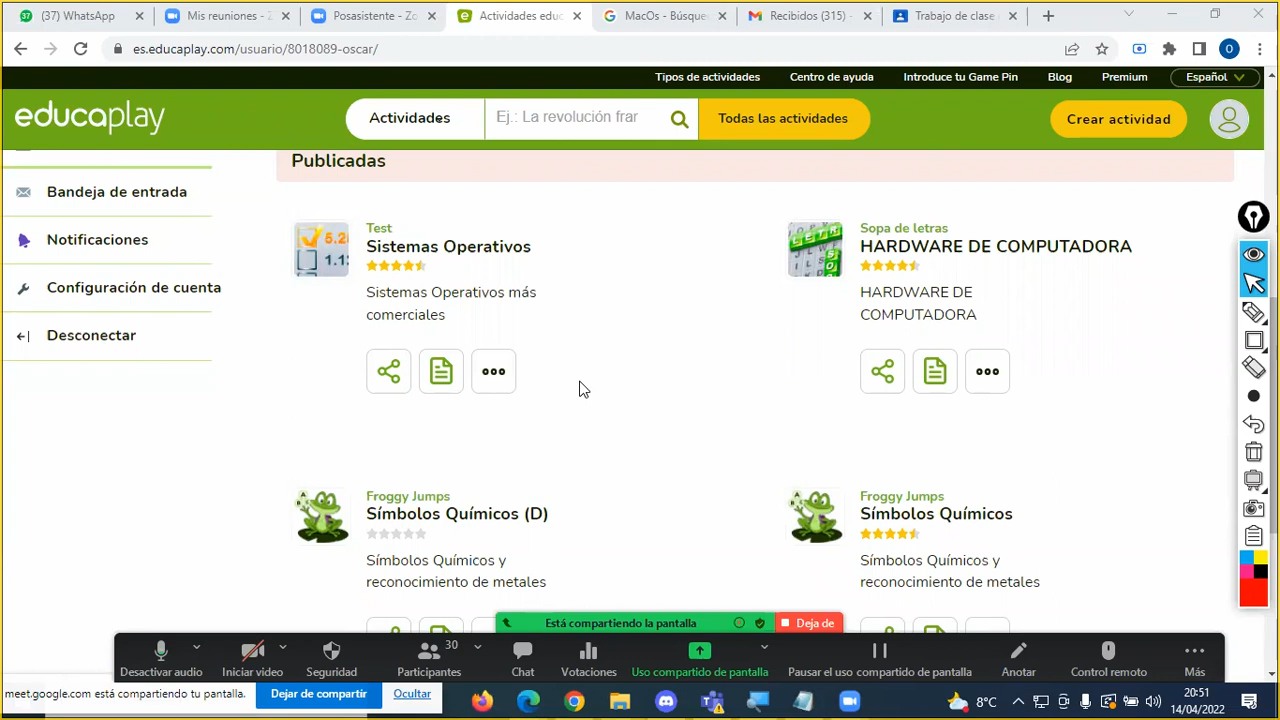 (37) WhatsApp
Mis reuniones - Z
Posasistente - Zo
Actividades educ
MacOs - Búsque
Recibidos (315) -
Trabajo de clase
es.educaplay.com/usuario/8018089-oscar/
O
Tipos de actividades
Centro de ayuda
Introduce tu Game Pin
Blog
Premium
Español
educaplay
Actividades
Ej.: La revolución frar
Todas las actividades
Crear actividad
Publicadas
Bandeja de entrada
Notificaciones
Configuración de cuenta
Desconectar
Test
Sistemas Operativos
Sistemas Operativos más
comerciales
Sopa de letras
HARDWARE DE COMPUTADORA
HARDWARE DE
COMPUTADORA
Froggy Jumps
Símbolos Químicos (D)
Símbolos Químicos y
reconocimiento de metales
Froggy Jumps
Símbolos Químicos
Símbolos Químicos y
reconocimiento de metales
Está compartiendo la pantalla
Deja de
30
Desactivar audio
Iniciar video
Seguridad
Participantes
Chat
Votaciones
Uso compartido de pantalla
Pausar el uso compartido de pantalla
Anotar
Control remoto
Más
meet.google.com está compartiendo tu pantalla.
Dejar de compartir
Ocultar
8°C
20:51
14/04/2022